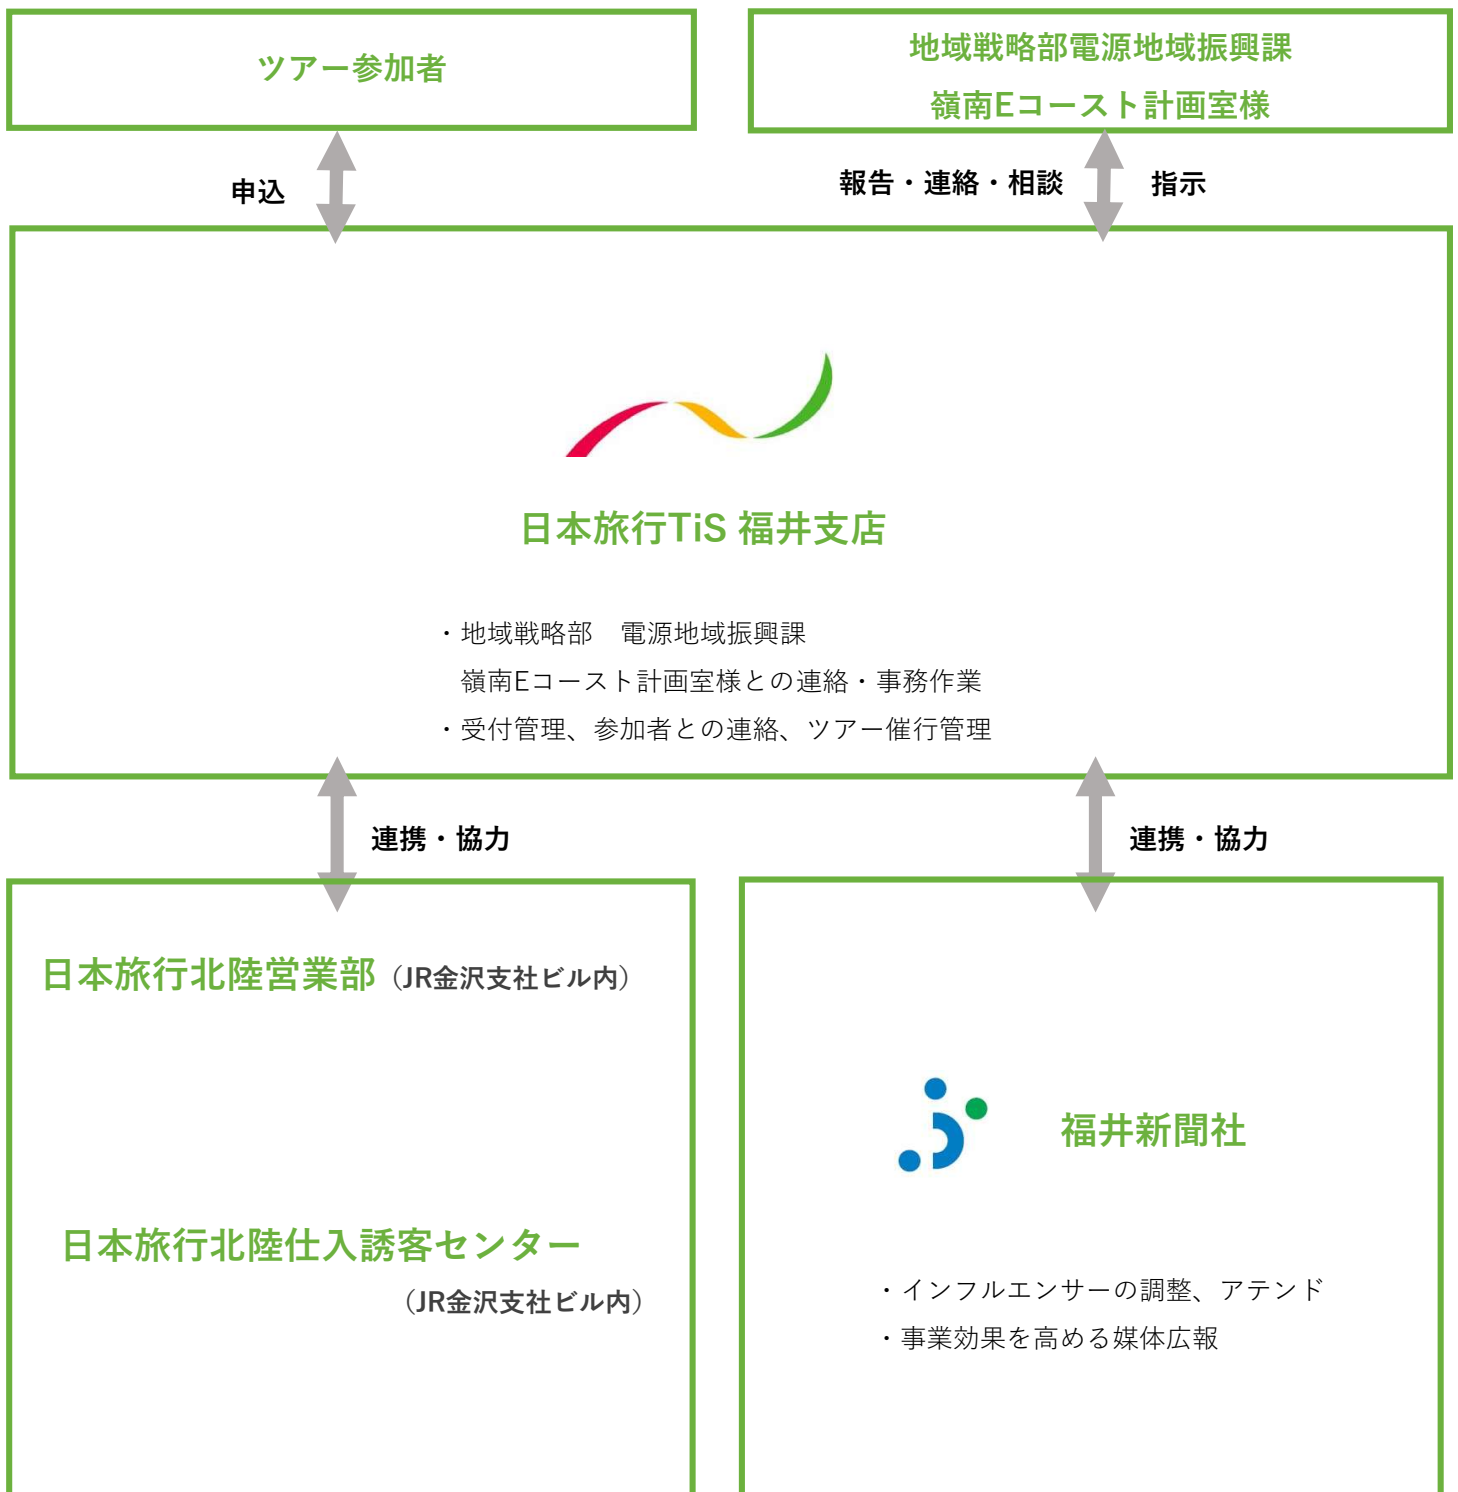 ツアー参加者
地域戦略部電源地域振興課
嶺南Eコースト計画室様
申込
報告・連絡・相談
指示
日本旅行TiS 福井支店
・地域戦略部　電源地域振興課
嶺南Eコースト計画室様との連絡・事務作業
・受付管理、参加者との連絡、ツアー催行管理
連携・協力
連携・協力
日本旅行北陸営業部（JR金沢支社ビル内）
日本旅行北陸仕入誘客センター
（JR金沢支社ビル内）
福井新聞社
・インフルエンサーの調整、アテンド
・事業効果を高める媒体広報